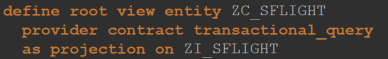 define root view entity ZC_SFLIGHT
provider contract transactional_query
as projection on ZI_SFLIGHT